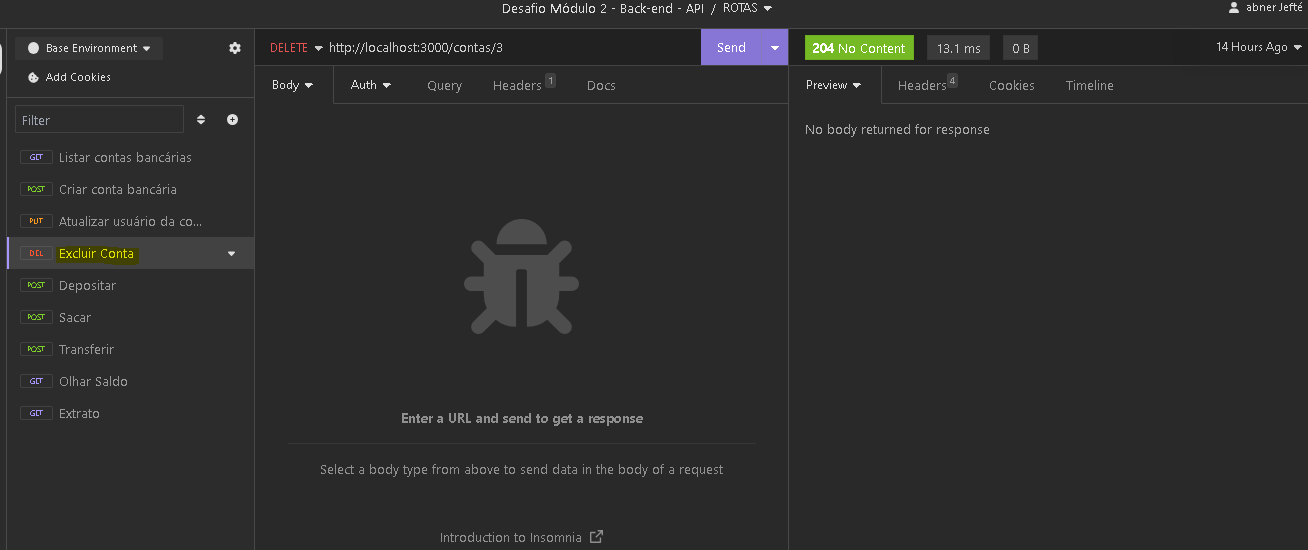 Desafio Módulo 2 - Back-end - API / ROTAS
abner Jefté
Base Environment
Add Cookies
Filter
GET Listar contas bancárias
POST Criar conta bancária
PUT Atualizar usuário da co...
DEL Excluir Conta
POST Depositar
POST Sacar
POST Transferir
GET Olhar Saldo
GET Extrato
DELETE http://localhost:3000/contas/3 Send
Body Auth Query Headers 1 Docs
Enter a URL and send to get a response
Select a body type from above to send data in the body of a request
Introduction to Insomnia
204 No Content 13.1 ms 0 B 14 Hours Ago
Preview Headers 4 Cookies Timeline
No body returned for response